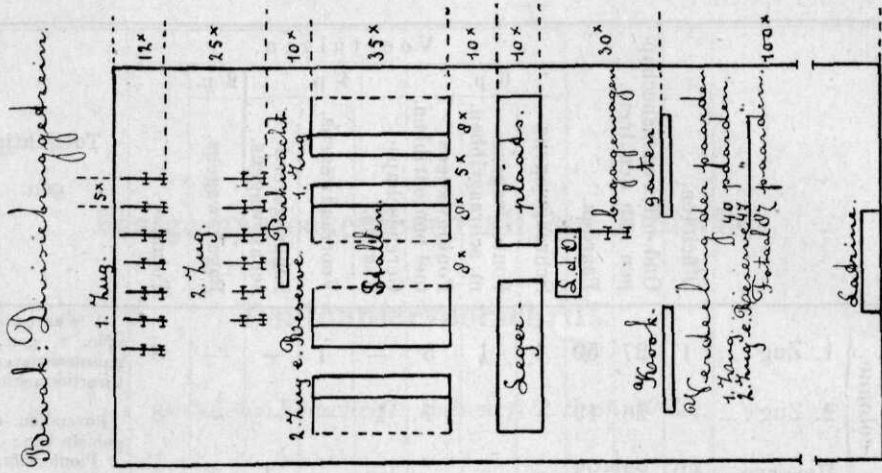 Bivak: Divisiebrugtrein
1. Zug. 5x 12x
2. Zug. 25x
Parkwacht 10x
2. Zug e. Reserve. 1. Zug
Ställe. 35x
8x 8x 5x 8x 10x
Leger- plaats. 10x
L.d.O.
bagagewagen 30x
Kook- gaten.
a/ Verdeeling der paarden
1. Zug 40 paarden.
2. Zug e. Reserve 47 "
Totaal 87 paarden. 100x
Latrine.